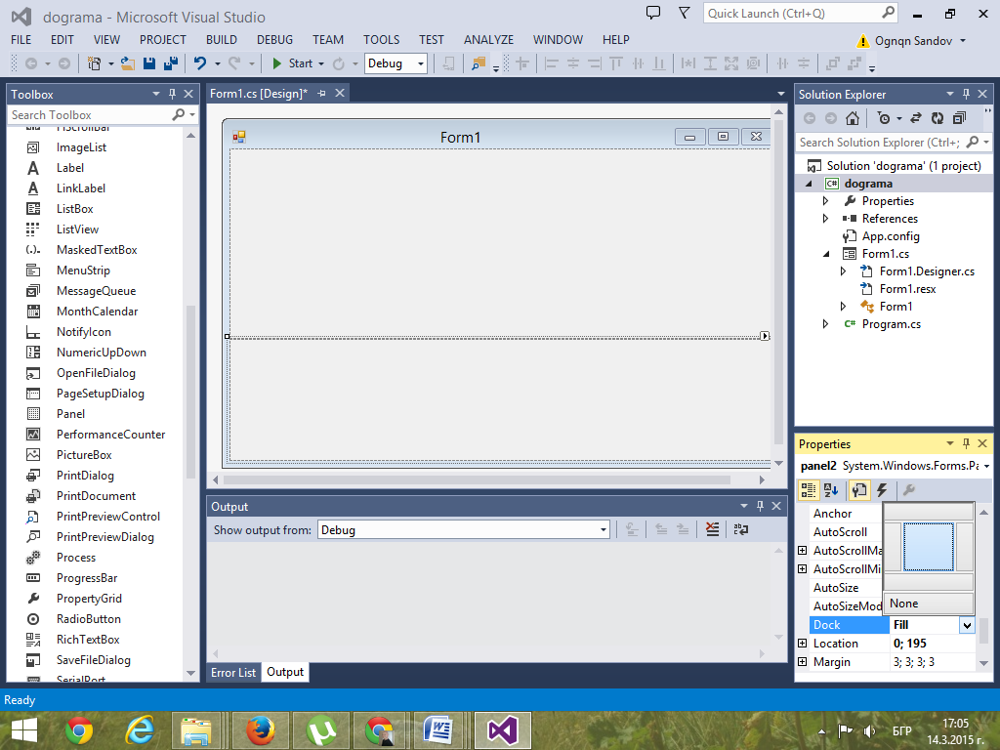 dograma - Microsoft Visual Studio
Quick Launch (Ctrl+Q)
FILE EDIT VIEW PROJECT BUILD DEBUG TEAM TOOLS TEST ANALYZE WINDOW HELP
Ognqn Sandov
Start Debug
Toolbox
Search Toolbox
HScrollBar
ImageList
Label
LinkLabel
ListBox
ListView
MaskedTextBox
MenuStrip
MessageQueue
MonthCalendar
NotifyIcon
NumericUpDown
OpenFileDialog
PageSetupDialog
Panel
PerformanceCounter
PictureBox
PrintDialog
PrintDocument
PrintPreviewControl
PrintPreviewDialog
Process
ProgressBar
PropertyGrid
RadioButton
RichTextBox
SaveFileDialog
SerialPort
Form1.cs [Design]*
Form1
Output
Show output from: Debug
Error List Output
Solution Explorer
Search Solution Explorer (Ctrl+;
Solution 'dograma' (1 project)
C# dograma
Properties
References
App.config
Form1.cs
Form1.Designer.cs
Form1.resx
Form1
C# Program.cs
Properties
panel2 System.Windows.Forms.Pa
Anchor
AutoScroll
AutoScrollMa
AutoScrollMi
AutoSize
AutoSizeMod
None
Dock Fill
Location 0; 195
Margin 3; 3; 3; 3
Ready
БГР
17:05
14.3.2015 г.